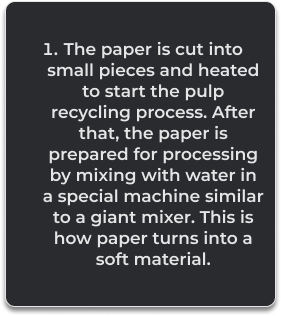 1. The paper is cut into
small pieces and heated
to start the pulp
recycling process. After
that, the paper is
prepared for processing
by mixing with water in
a special machine similar
to a giant mixer. This is
how paper turns into a
soft material.